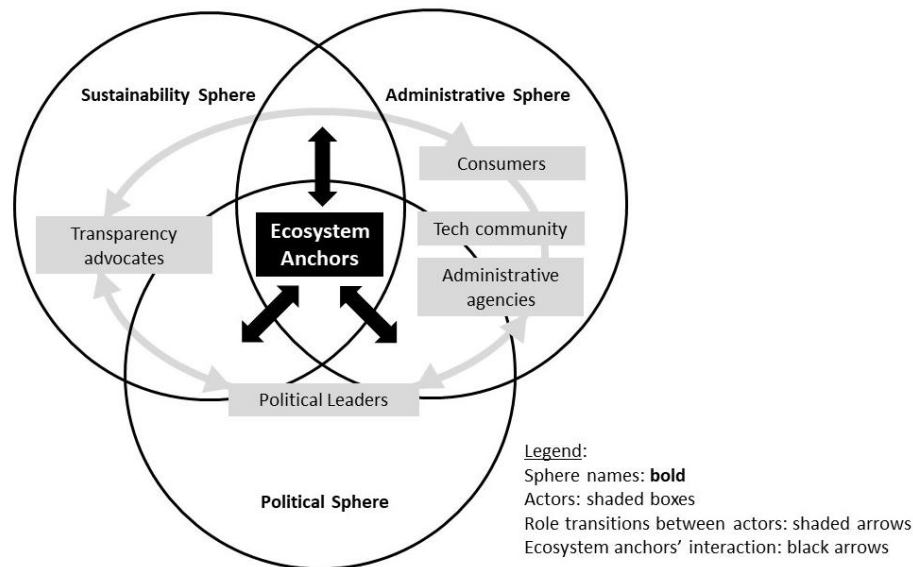 Sustainability Sphere
Administrative Sphere
Consumers
Transparency
advocates
Ecosystem
Anchors
Tech community
Administrative
agencies
Political Leaders
Political Sphere
Legend:
Sphere names: bold
Actors: shaded boxes
Role transitions between actors: shaded arrows
Ecosystem anchors’ interaction: black arrows